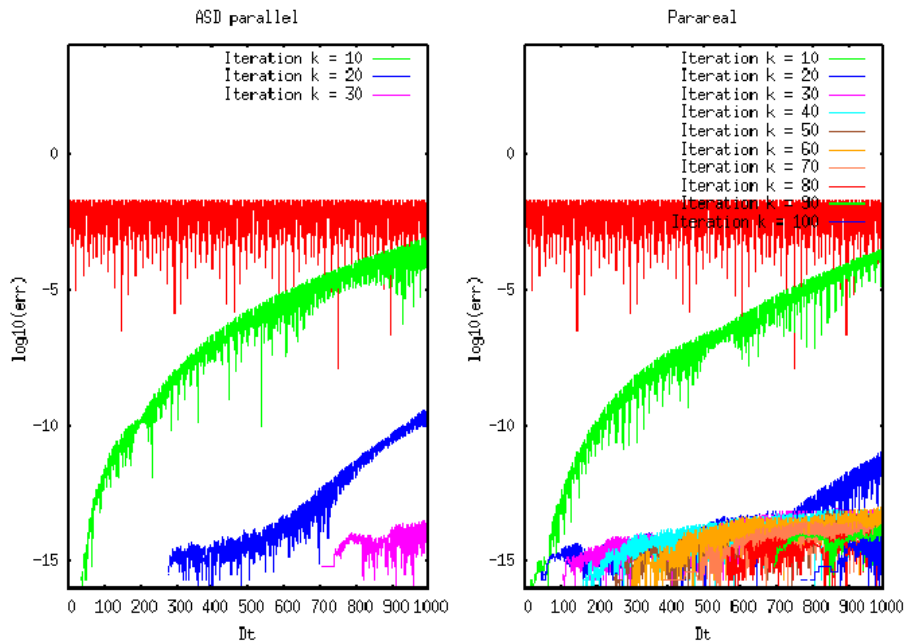 ASD parallel
Iteration k = 10
Iteration k = 20
Iteration k = 30
0
-5
-10
-15
log10(err)
0 100 200 300 400 500 600 700 800 900 1000
Dt
Parareal
Iteration k = 10
Iteration k = 20
Iteration k = 30
Iteration k = 40
Iteration k = 50
Iteration k = 60
Iteration k = 70
Iteration k = 80
Iteration k = 90
Iteration k = 100
0
-5
-10
-15
log10(err)
0 100 200 300 400 500 600 700 800 900 1000
Dt